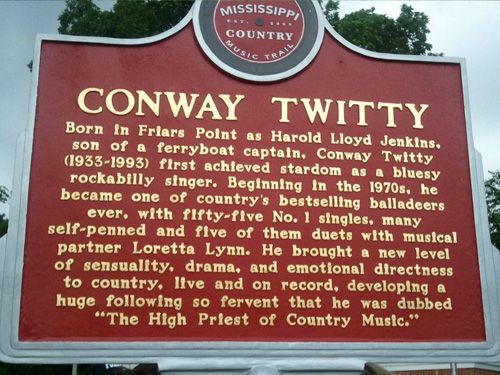 MISSISSIPPI
EST. 2009
COUNTRY
MUSIC TRAIL
CONWAY TWITTY
Born in Friars Point as Harold Lloyd Jenkins,
son of a ferryboat captain, Conway Twitty
(1933-1993) first achieved stardom as a bluesy
rockabilly singer. Beginning in the 1970s, he
became one of country's bestselling balladeers
ever, with fifty-five No. 1 singles, many
self-penned and five of them duets with musical
partner Loretta Lynn. He brought a new level
of sensuality, drama, and emotional directness
to country, live and on record, developing a
huge following so fervent that he was dubbed
"The High Priest of Country Music."